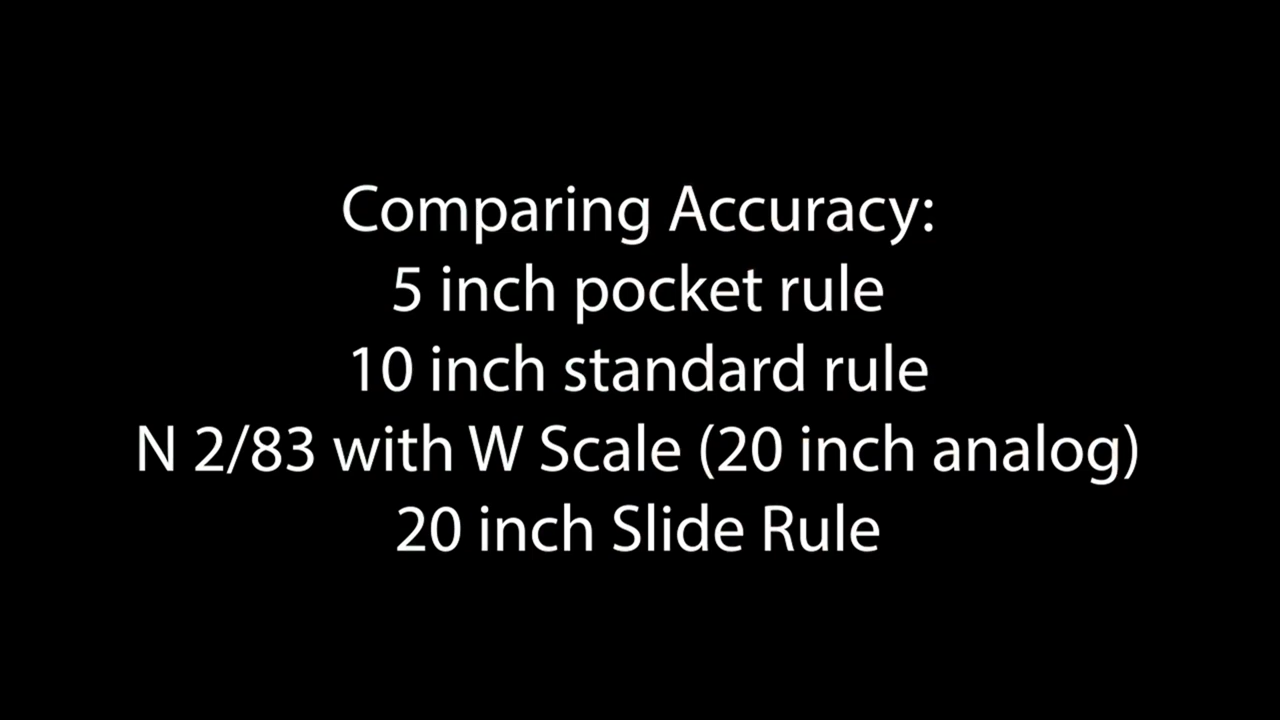 Comparing Accuracy:
5 inch pocket rule
10 inch standard rule
N 2/83 with W Scale (20 inch analog)
20 inch Slide Rule